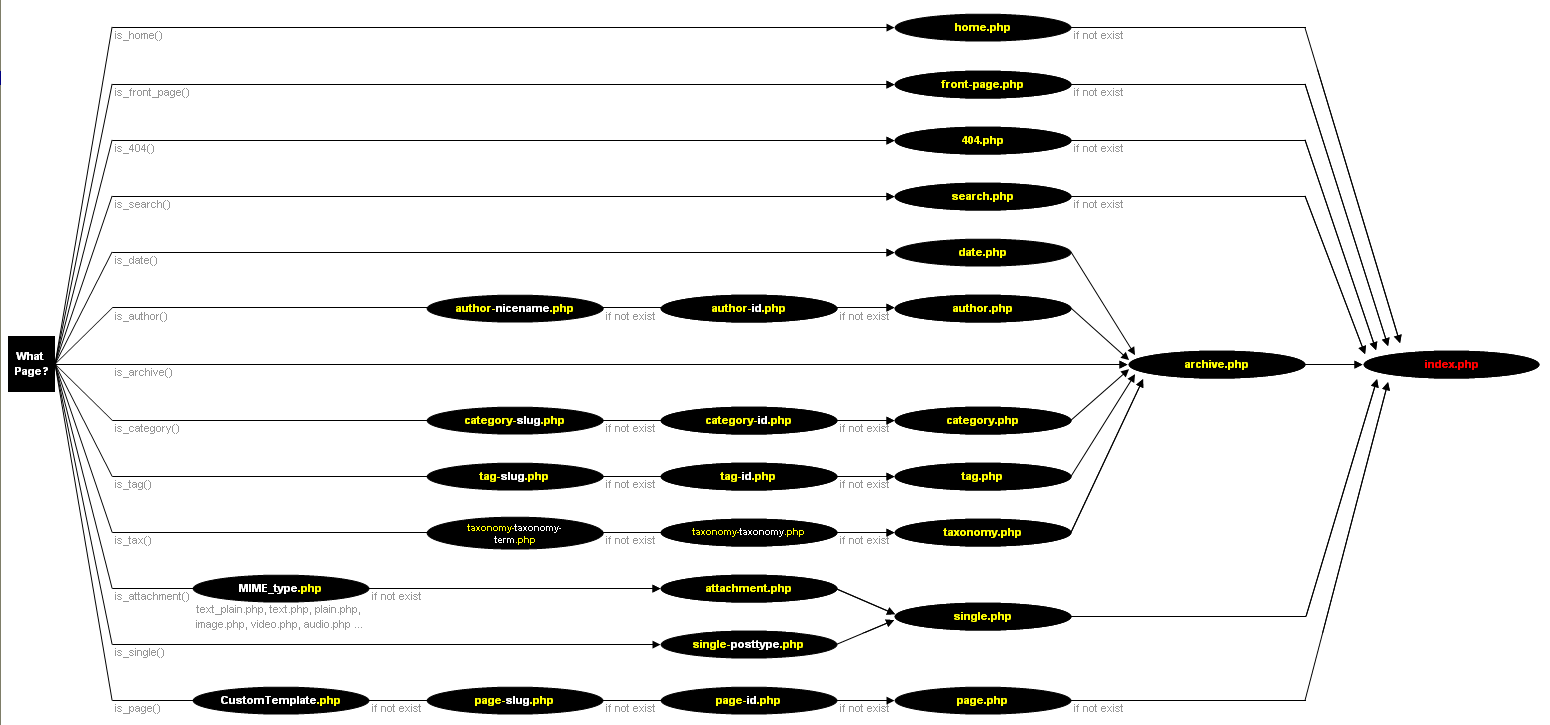 is_home()
home.php
if not exist
is_front_page()
front-page.php
if not exist
is_404()
404.php
if not exist
is_search()
search.php
if not exist
is_date()
date.php
is_author()
author-nicename.php
if not exist
author-id.php
if not exist
author.php
What
Page?
is_archive()
archive.php
index.php
is_category()
category-slug.php
if not exist
category-id.php
if not exist
category.php
is_tag()
tag-slug.php
if not exist
tag-id.php
if not exist
tag.php
is_tax()
taxonomy-taxonomy-
term.php
if not exist
taxonomy-taxonomy.php
if not exist
taxonomy.php
is_attachment()
MIME_type.php
if not exist
text_plain.php, text.php, plain.php,
image.php, video.php, audio.php ...
attachment.php
single.php
is_single()
single-posttype.php
is_page()
CustomTemplate.php
if not exist
page-slug.php
if not exist
page-id.php
if not exist
page.php
if not exist